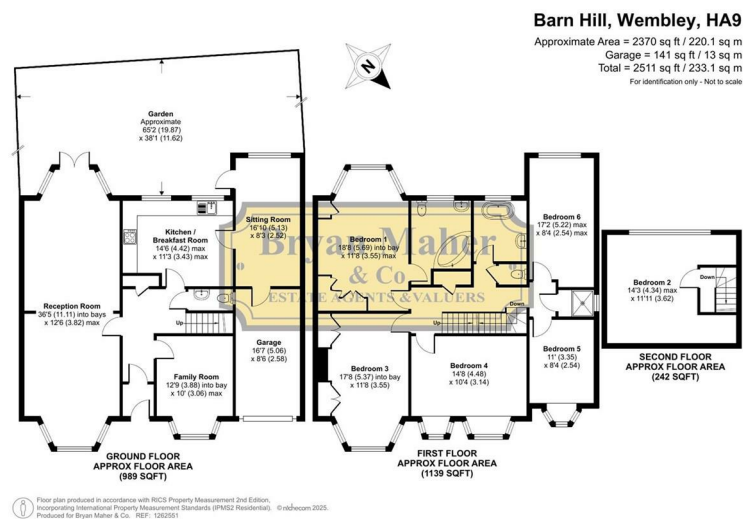 Barn Hill, Wembley, HA9
Approximate Area = 2370 sq ft / 220.1 sq m
Garage = 141 sq ft / 13 sq m
Total = 2511 sq ft / 233.1 sq m
For identification only - Not to scale
N
Garden
Approximate
65'2 (19.87)
x 38'1 (11.62)
Sitting Room
16'10 (5.13)
x 8'3 (2.52)
Kitchen /
Breakfast Room
14'6 (4.42) max
x 11'3 (3.43) max
Reception Room
36'5 (11.11) into bays
x 12'6 (3.82) max
Up
Family Room
12'9 (3.88) into bay
x 10' (3.06) max
Garage
16'7 (5.06)
x 8'6 (2.58)
GROUND FLOOR
APPROX FLOOR AREA
(989 SQFT)
Bedroom 1
18'8 (5.69) into bay
x 11'8 (3.55) max
Bedroom 6
17'2 (5.22) max
x 8'4 (2.54) max
Down
Up
Bedroom 3
17'8 (5.37) into bay
x 11'8 (3.55)
Bedroom 4
14'8 (4.48)
x 10'4 (3.14)
Bedroom 5
11' (3.35)
x 8'4 (2.54)
FIRST FLOOR
APPROX FLOOR AREA
(1139 SQFT)
Bedroom 2
14'3 (4.34) max
x 11'11 (3.62)
Down
SECOND FLOOR
APPROX FLOOR AREA
(242 SQFT)
Bryan Maher
& Co.
ESTATE AGENTS & VALUERS
Floor plan produced in accordance with RICS Property Measurement 2nd Edition,
Incorporating International Property Measurement Standards (IPMS2 Residential). © nichecom 2025.
Produced for Bryan Maher & Co. REF: 1262551